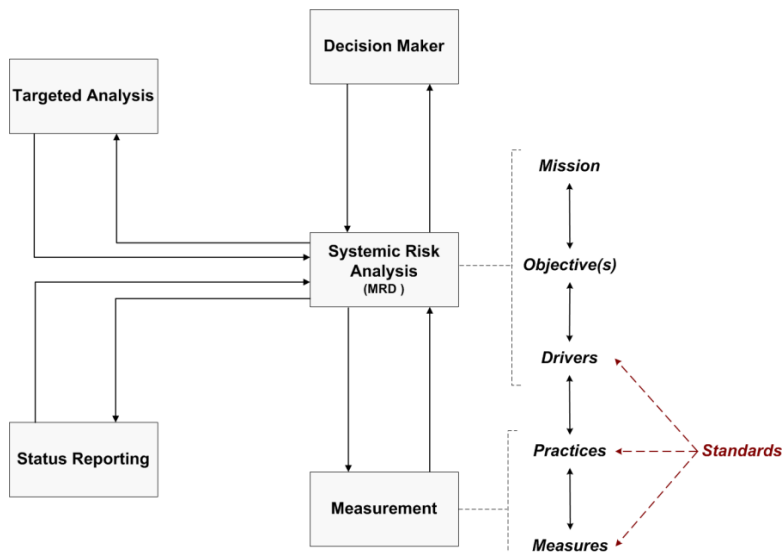 Decision Maker
Targeted Analysis
Mission
Systemic Risk
Analysis
(MRD )
Objective(s)
Drivers
Status Reporting
Practices
Standards
Measurement
Measures